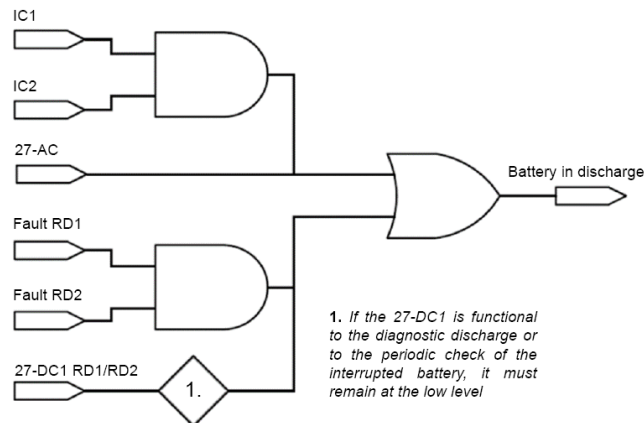 IC1
IC2
27-AC
Battery in discharge
Fault RD1
Fault RD2
27-DC1 RD1/RD2
1.
1. If the 27-DC1 is functional
to the diagnostic discharge or
to the periodic check of the
interrupted battery, it must
remain at the low level